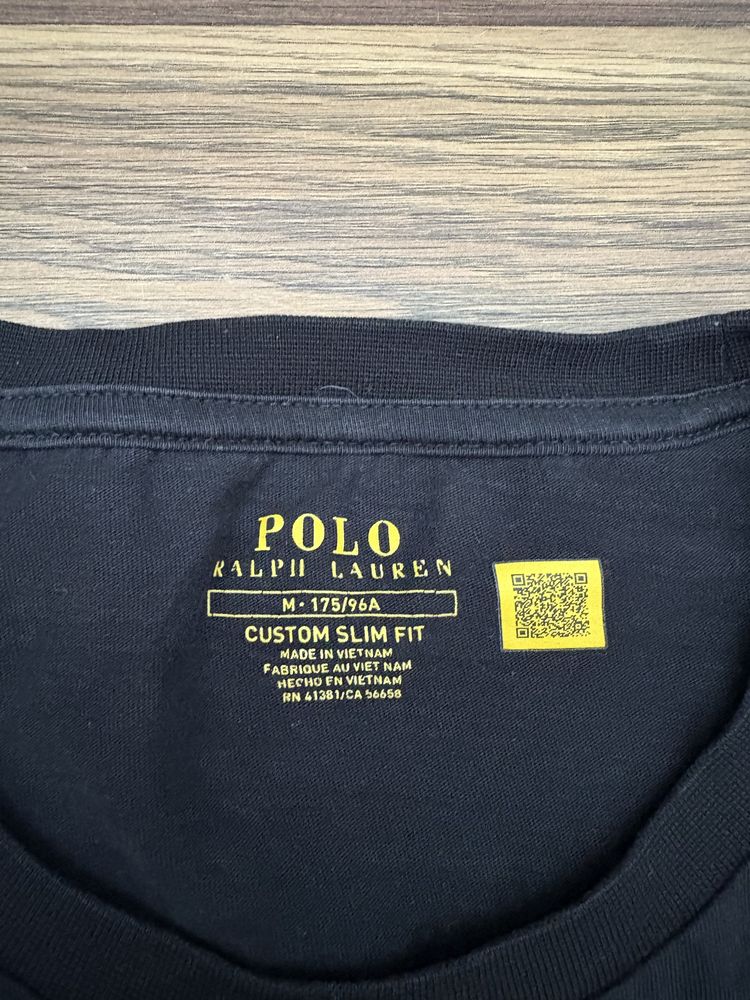 POLO
RALPH LAUREN
M • 175/96A
CUSTOM SLIM FIT
MADE IN VIETNAM
FABRIQUE AU VIET NAM
HECHO EN VIETNAM
RN 41381/CA 56658